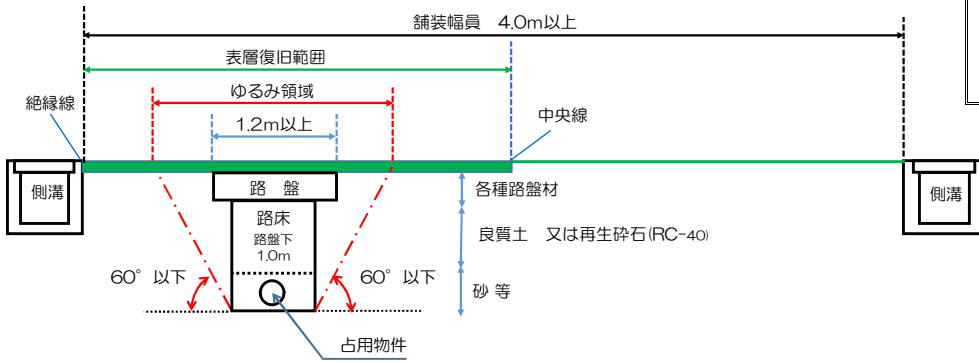 舗装幅員　4.0m以上
表層復旧範囲
ゆるみ領域
絶縁線
1.2m以上
中央線
側溝
路　盤
各種路盤材
側溝
路床
路盤下
1.0m
良質土　又は再生砕石(RC-40)
60°以下
60°以下
砂 等
占用物件